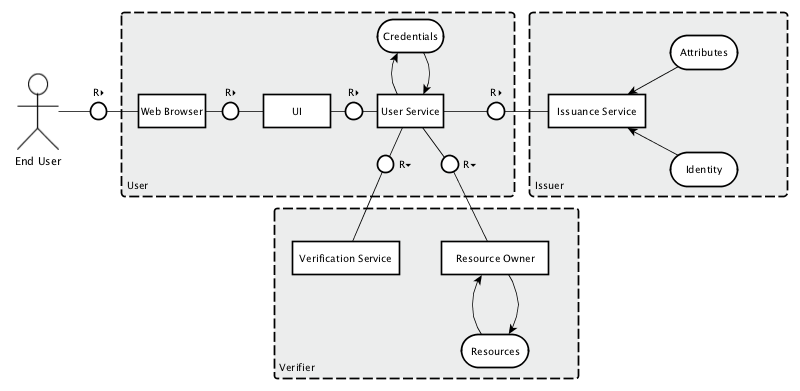 Credentials
Attributes
R
R
R
R
Web Browser
UI
User Service
Issuance Service
End User
R
R
Identity
User
Issuer
Verification Service
Resource Owner
Resources
Verifier